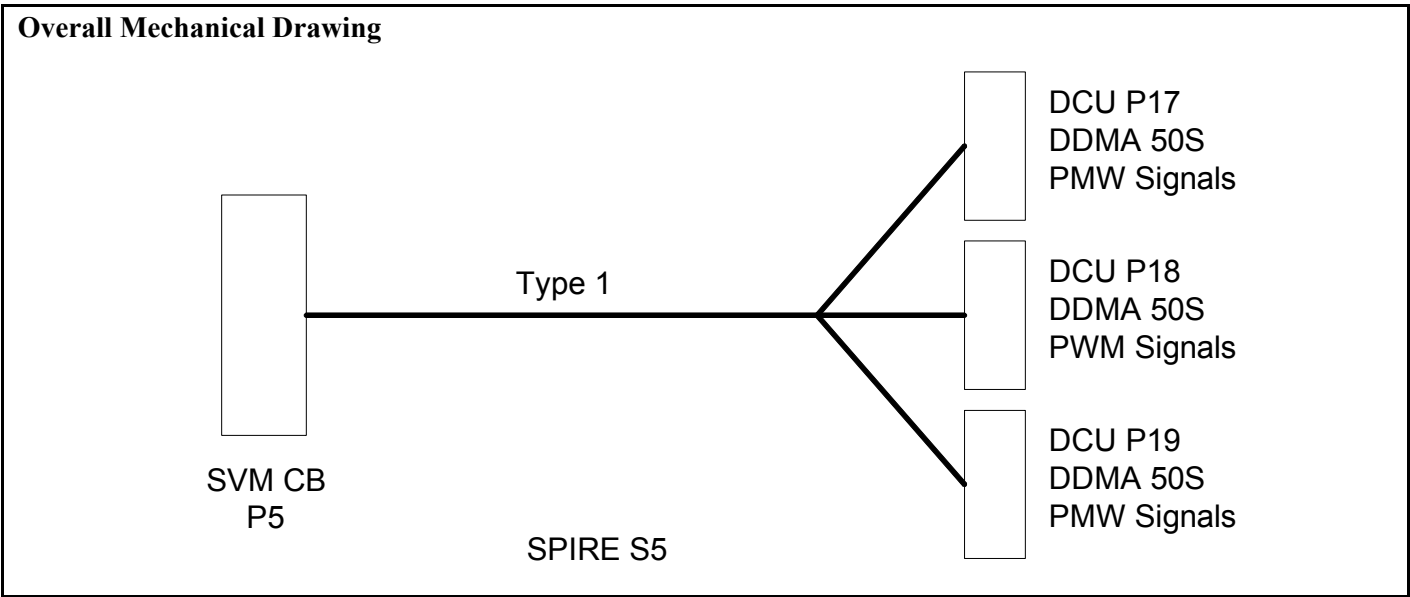 Overall Mechanical Drawing
DCU P17
DDMA 50S
PMW Signals
Type 1
DCU P18
DDMA 50S
PWM Signals
SVM CB
P5
DCU P19
DDMA 50S
PMW Signals
SPIRE S5